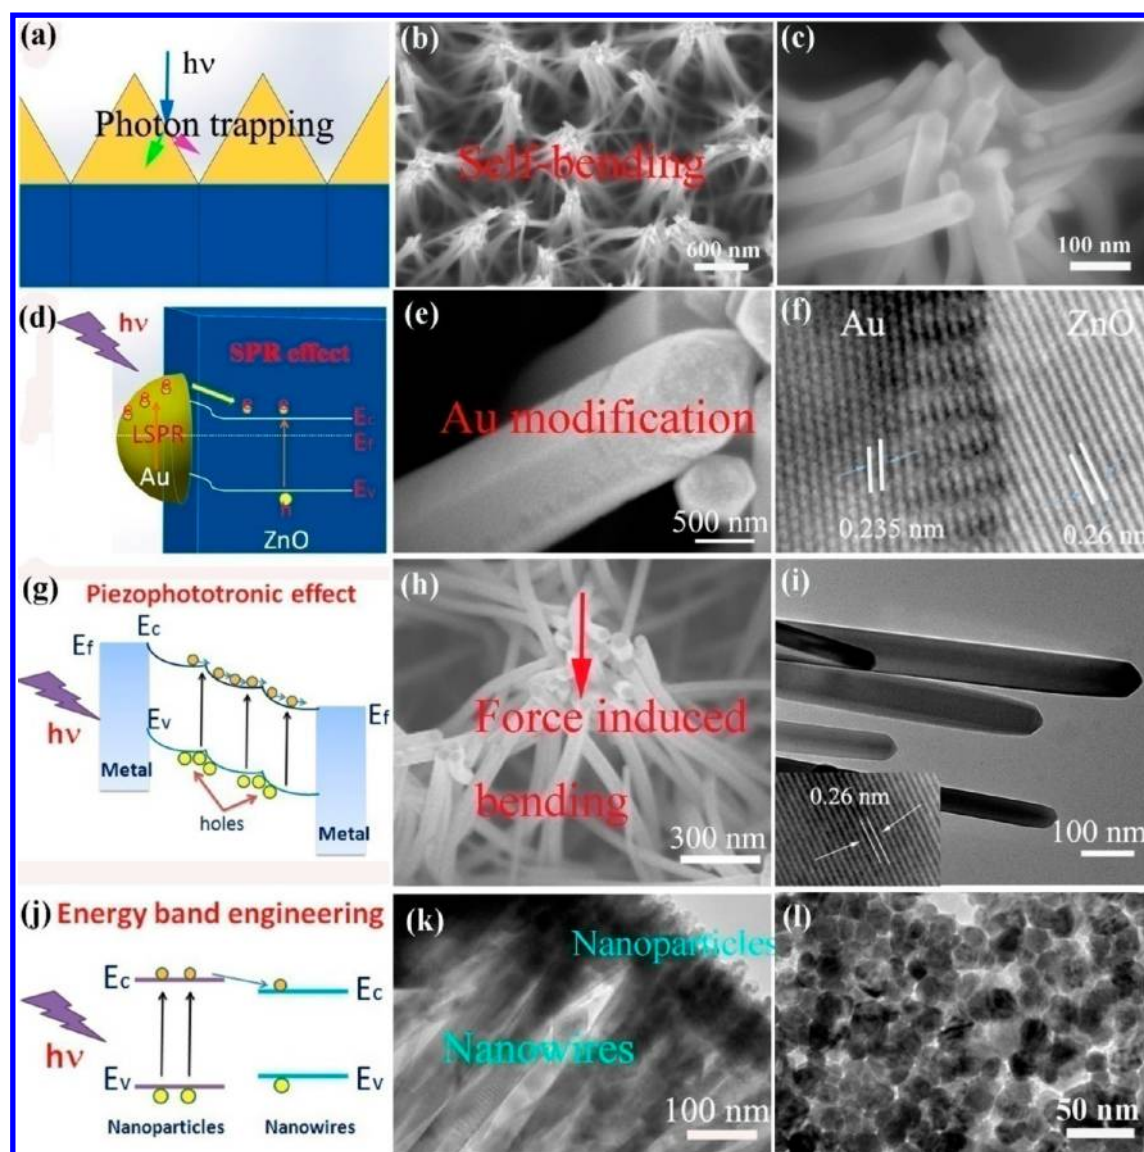 (a)
hν
Photon trapping
(b)
Self-bending
600 nm
(c)
100 nm
(d)
hν
SPR effect
LSPR
Au
Ec
Ef
Ev
ZnO
(e)
Au modification
500 nm
(f)
Au
ZnO
0.235 nm
0.26 nm
(g)
Piezophototronic effect
Ef
Ec
Ev
Ef
hν
Metal
holes
Metal
(h)
Force induced
bending
300 nm
(i)
0.26 nm
100 nm
(j)
Energy band engineering
Ec
Ec
hν
Ev
Ev
Nanoparticles
Nanowires
(k)
Nanoparticles
Nanowires
100 nm
(l)
50 nm